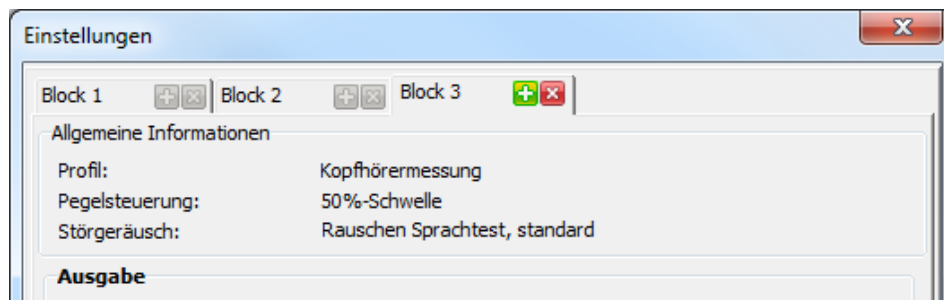 Einstellungen
Block 1 Block 2 Block 3
Allgemeine Informationen
Profil: Kopfhörermessung
Pegelsteuerung: 50%-Schwelle
Störgeräusch: Rauschen Sprachtest, standard
Ausgabe